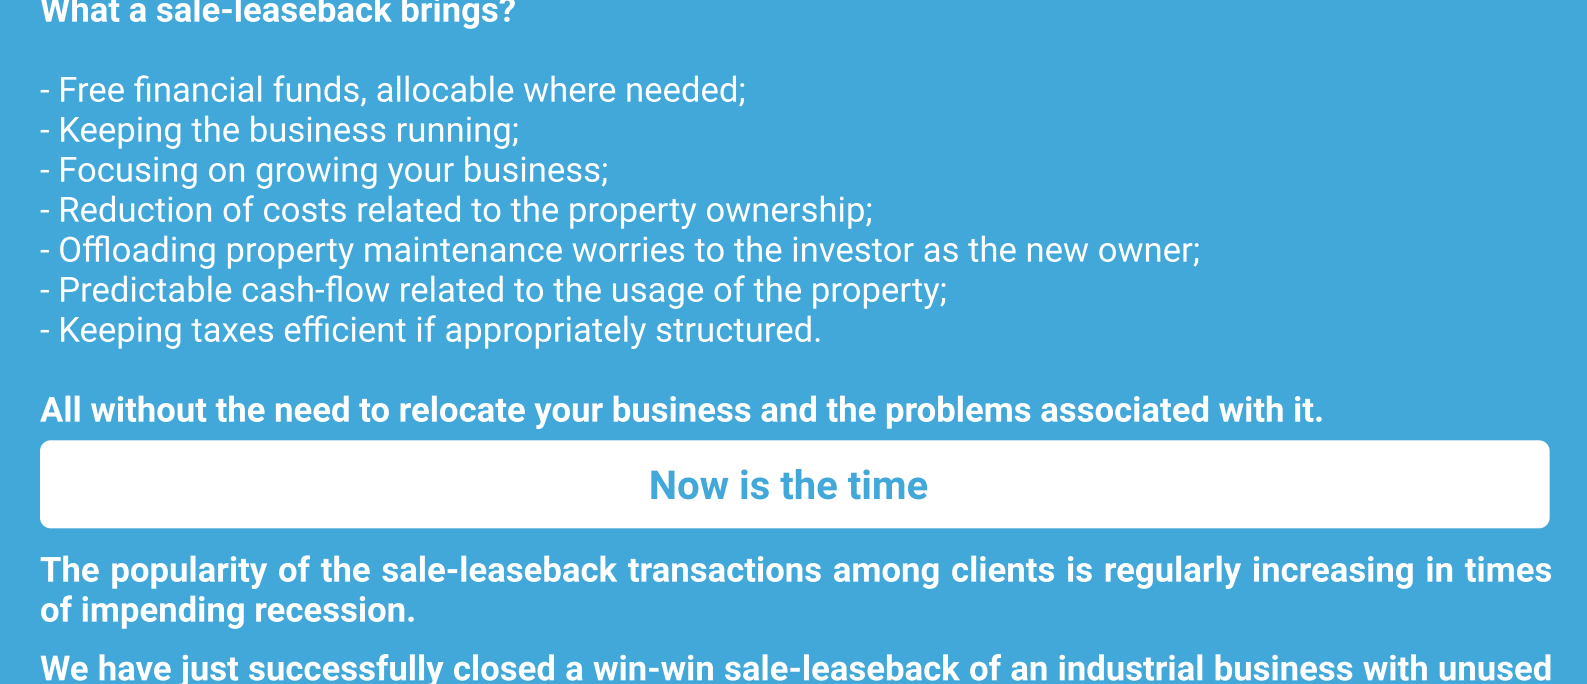 What a sale-leaseback brings?
- Free financial funds, allocable where needed;
- Keeping the business running;
- Focusing on growing your business;
- Reduction of costs related to the property ownership;
- Offloading property maintenance worries to the investor as the new owner;
- Predictable cash-flow related to the usage of the property;
- Keeping taxes efficient if appropriately structured.
All without the need to relocate your business and the problems associated with it.
Now is the time
The popularity of the sale-leaseback transactions among clients is regularly increasing in times
of impending recession.
We have just successfully closed a win-win sale-leaseback of an industrial business with unused